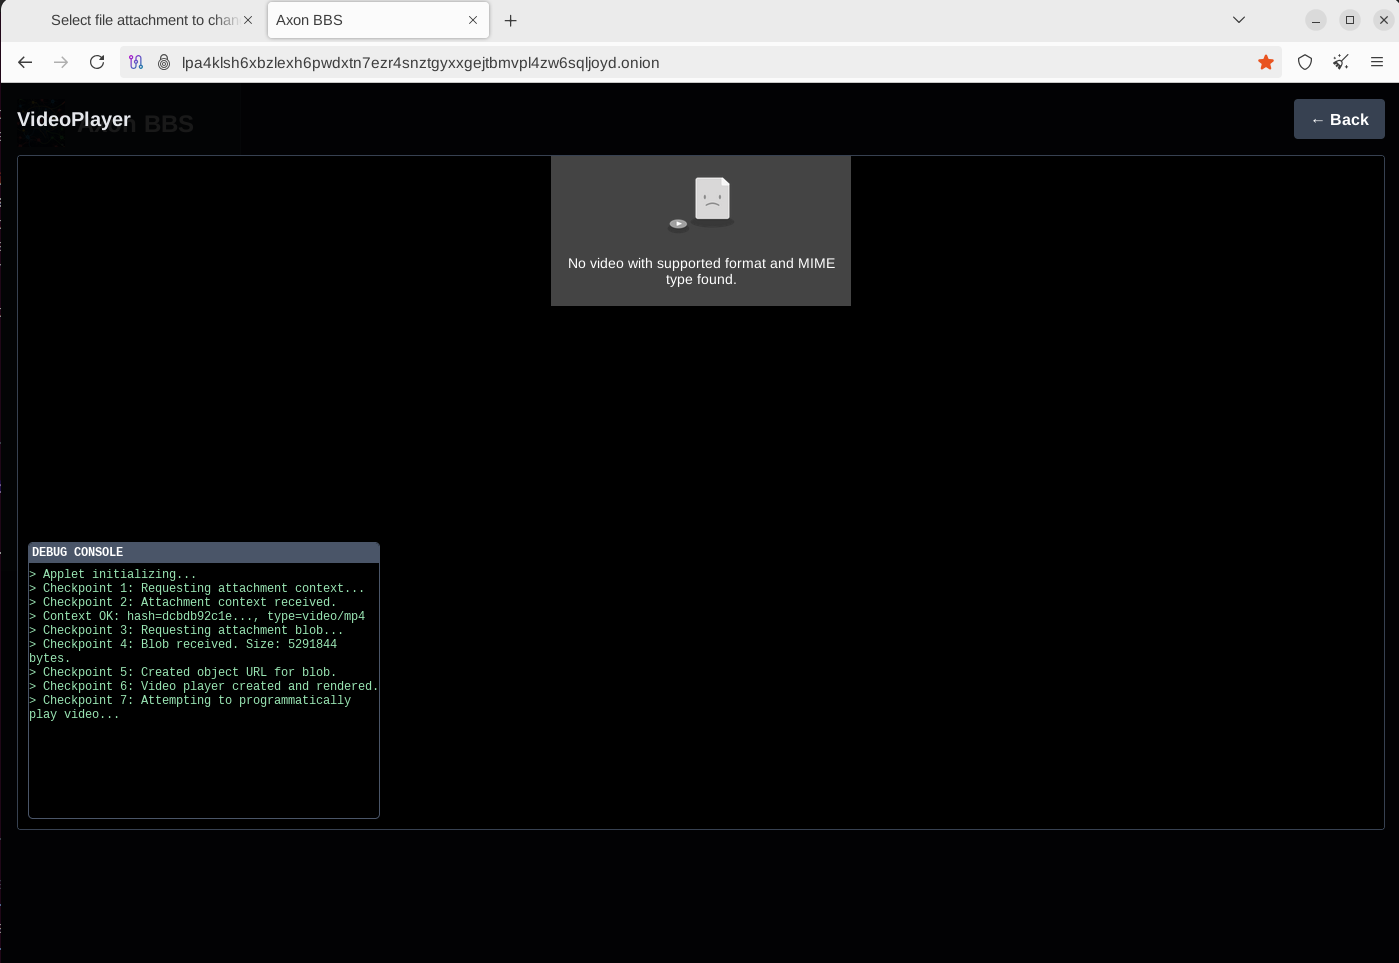 Select file attachment to chan
Axon BBS
lpa4klsh6xbzlexh6pwdxtn7ezr4snztgyxxgejtbmvpl4zw6sqljoyd.onion
VideoPlayer
Axon BBS
← Back
No video with supported format and MIME
type found.
DEBUG CONSOLE
> Applet initializing...
> Checkpoint 1: Requesting attachment context...
> Checkpoint 2: Attachment context received.
> Context OK: hash=dcbdb92c1e..., type=video/mp4
> Checkpoint 3: Requesting attachment blob...
> Checkpoint 4: Blob received. Size: 5291844
bytes.
> Checkpoint 5: Created object URL for blob.
> Checkpoint 6: Video player created and rendered.
> Checkpoint 7: Attempting to programmatically
play video...